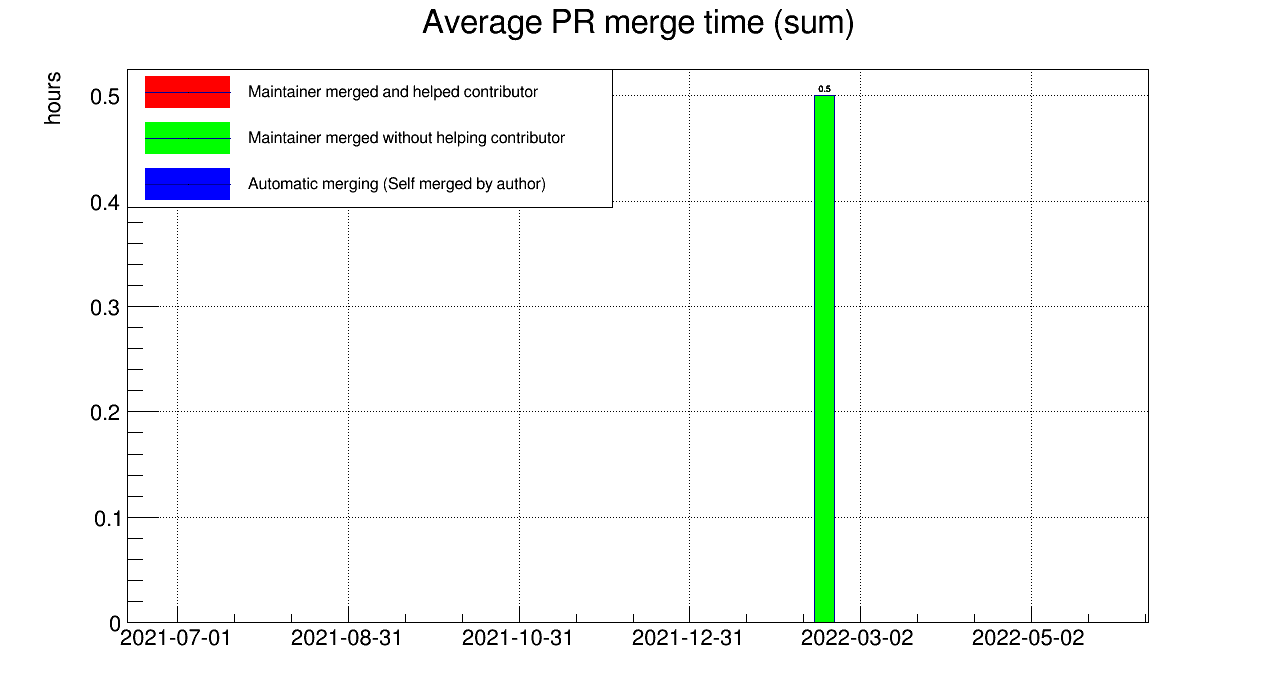 Average PR merge time (sum)
hours
Maintainer merged and helped contributor
Maintainer merged without helping contributor
Automatic merging (Self merged by author)
0.5
0.5
0.4
0.3
0.2
0.1
0
2021-07-01 2021-08-31 2021-10-31 2021-12-31 2022-03-02 2022-05-02